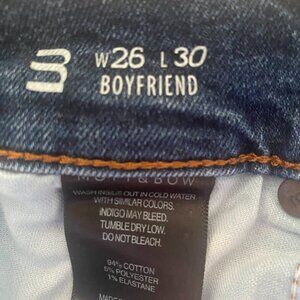 W26 L30
BOYFRIEND
& BOW
WASH INSIDE OUT IN COLD WATER
WITH SIMILAR COLORS.
INDIGO MAY BLEED.
TUMBLE DRY LOW.
DO NOT BLEACH.
94% COTTON
5% POLYESTER
1% ELASTANE